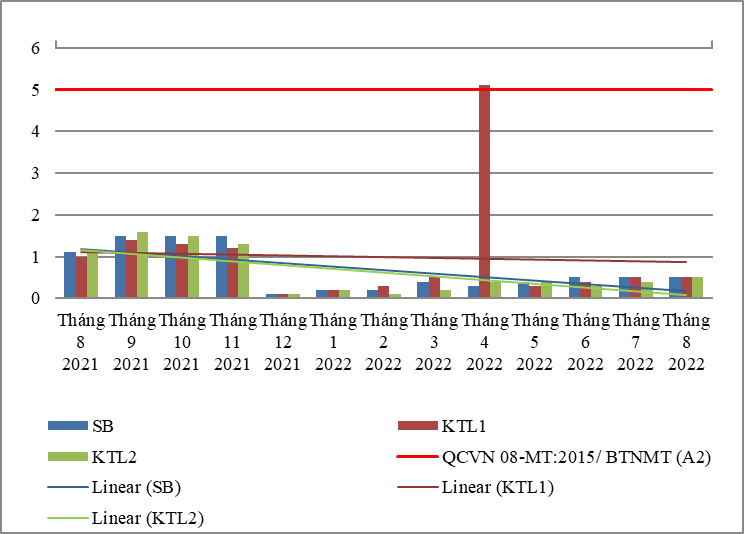 6
5
4
3
2
1
0
Tháng 8 2021
Tháng 9 2021
Tháng 10 2021
Tháng 11 2021
Tháng 12 2021
Tháng 1 2022
Tháng 2 2022
Tháng 3 2022
Tháng 4 2022
Tháng 5 2022
Tháng 6 2022
Tháng 7 2022
Tháng 8 2022
SB
KTL1
KTL2
QCVN 08-MT:2015/ BTNMT (A2)
Linear (SB)
Linear (KTL1)
Linear (KTL2)